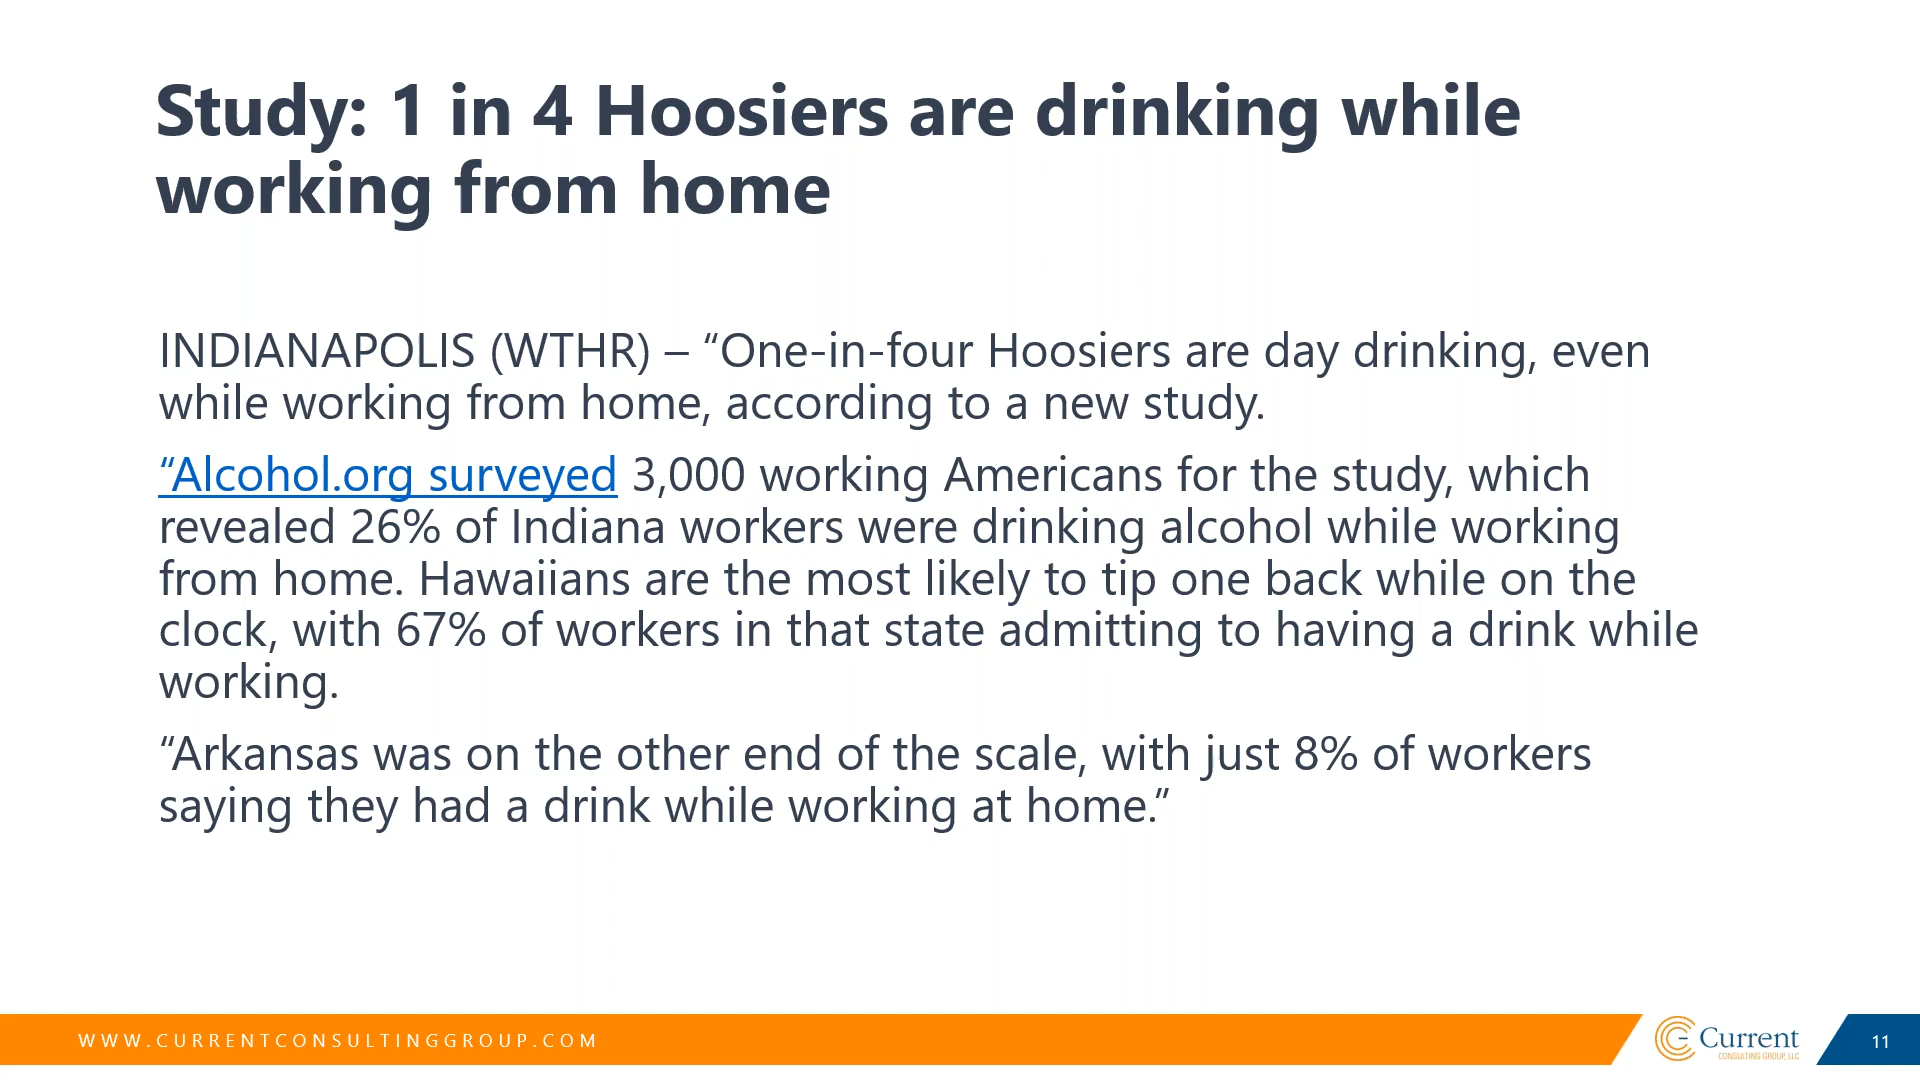 Study: 1 in 4 Hoosiers are drinking while
working from home
INDIANAPOLIS (WTHR) – “One-in-four Hoosiers are day drinking, even
while working from home, according to a new study.
“Alcohol.org surveyed 3,000 working Americans for the study, which
revealed 26% of Indiana workers were drinking alcohol while working
from home. Hawaiians are the most likely to tip one back while on the
clock, with 67% of workers in that state admitting to having a drink while
working.
“Arkansas was on the other end of the scale, with just 8% of workers
saying they had a drink while working at home.”
WWW.CURRENTCONSULTINGGROUP.COM
Current
CONSULTING GROUP, LLC
11